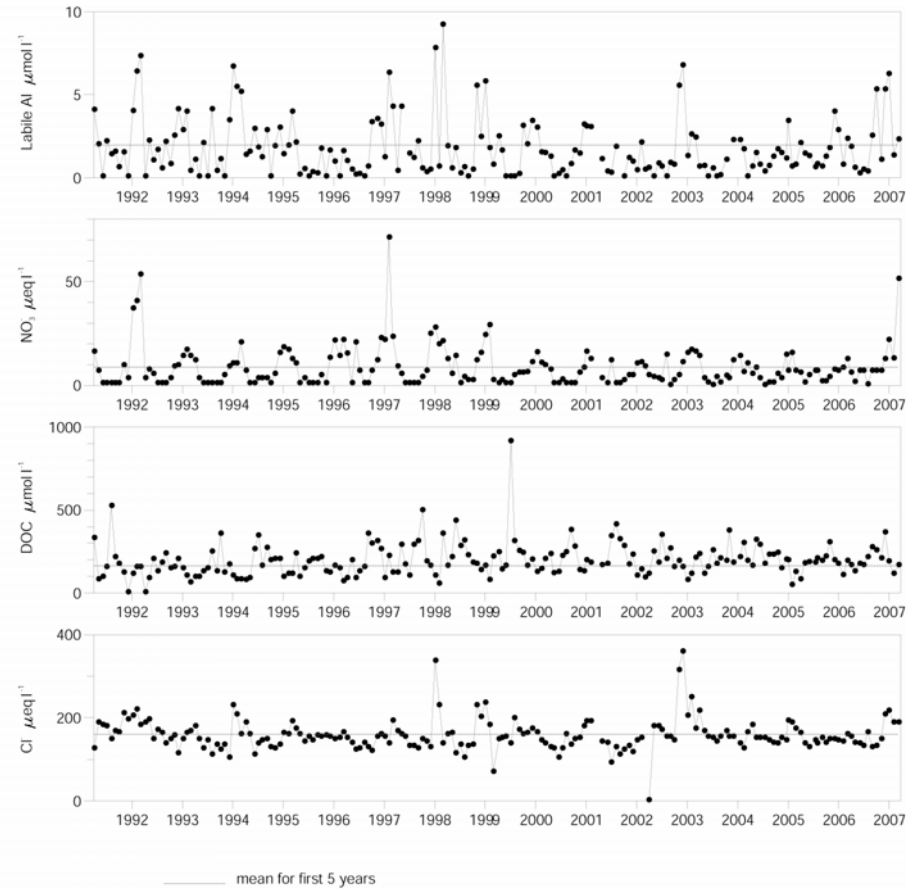 Labile Al µmol l⁻¹
10
5
0
1992 1993 1994 1995 1996 1997 1998 1999 2000 2001 2002 2003 2004 2005 2006 2007
NO₃⁻ µeq l⁻¹
50
0
1992 1993 1994 1995 1996 1997 1998 1999 2000 2001 2002 2003 2004 2005 2006 2007
DOC µmol l⁻¹
1000
500
0
1992 1993 1994 1995 1996 1997 1998 1999 2000 2001 2002 2003 2004 2005 2006 2007
Cl⁻ µeq l⁻¹
400
200
0
1992 1993 1994 1995 1996 1997 1998 1999 2000 2001 2002 2003 2004 2005 2006 2007
mean for first 5 years